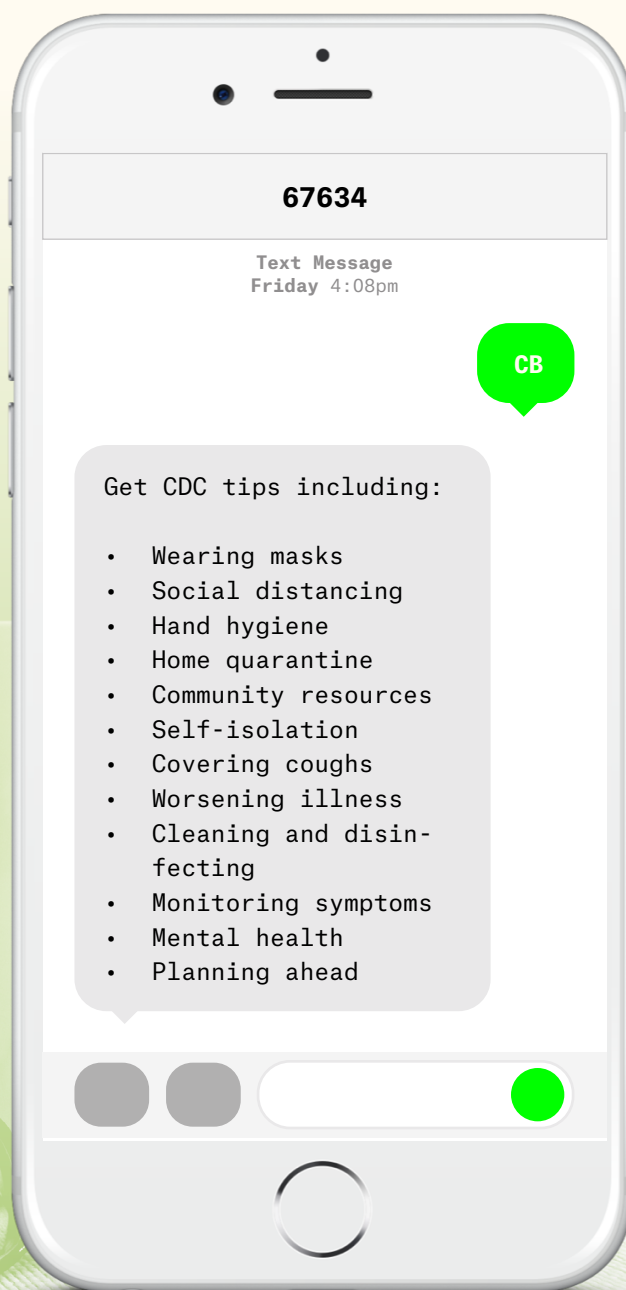 67634
Text Message
Friday 4:08pm
CB
Get CDC tips including:
• Wearing masks
• Social distancing
• Hand hygiene
• Home quarantine
• Community resources
• Self-isolation
• Covering coughs
• Worsening illness
• Cleaning and disin-
fecting
• Monitoring symptoms
• Mental health
• Planning ahead